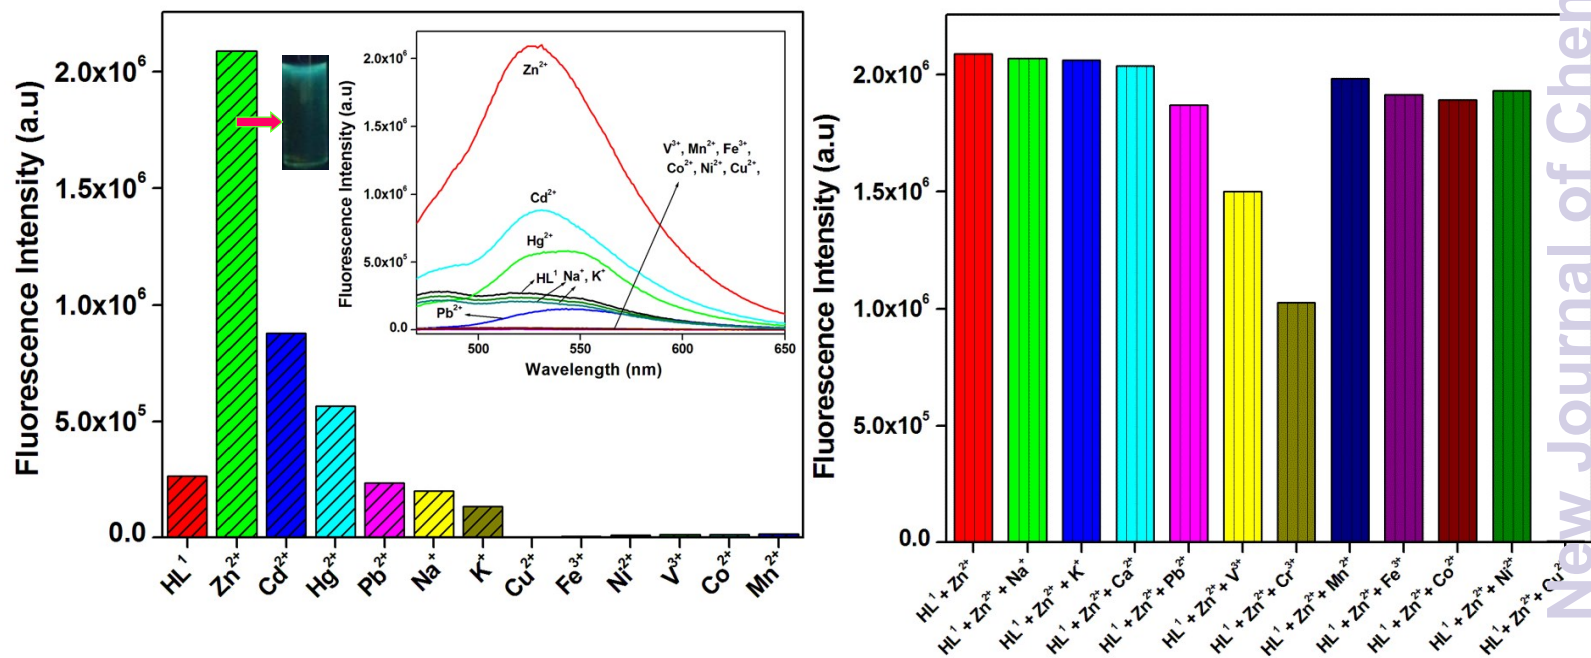 Fluorescence Intensity (a.u)
2.0x10⁶
1.5x10⁶
1.0x10⁶
5.0x10⁵
0.0
HL¹
Zn²⁺
Cd²⁺
Hg²⁺
Pb²⁺
Na⁺
K⁺
Cu²⁺
Fe³⁺
Ni²⁺
V³⁺
Co²⁺
Mn²⁺
Fluorescence Intensity (a.u)
2.0x10⁶
1.5x10⁶
1.0x10⁶
5.0x10⁵
0.0
Zn²⁺
V³⁺, Mn²⁺, Fe³⁺,
Co²⁺, Ni²⁺, Cu²⁺,
Cd²⁺
Hg²⁺
HL¹ Na⁺, K⁺
Pb²⁺
500
550
600
650
Wavelength (nm)
Fluorescence Intensity (a.u)
2.0x10⁶
1.5x10⁶
1.0x10⁶
5.0x10⁵
0.0
HL¹ + Zn²⁺
HL¹ + Zn²⁺ + Na⁺
HL¹ + Zn²⁺ + K⁺
HL¹ + Zn²⁺ + Ca²⁺
HL¹ + Zn²⁺ + Pb²⁺
HL¹ + Zn²⁺ + V³⁺
HL¹ + Zn²⁺ + Cr³⁺
HL¹ + Zn²⁺ + Mn²⁺
HL¹ + Zn²⁺ + Fe³⁺
HL¹ + Zn²⁺ + Co²⁺
HL¹ + Zn²⁺ + Ni²⁺
HL¹ + Zn²⁺ + Cu²
New Journal of Chem